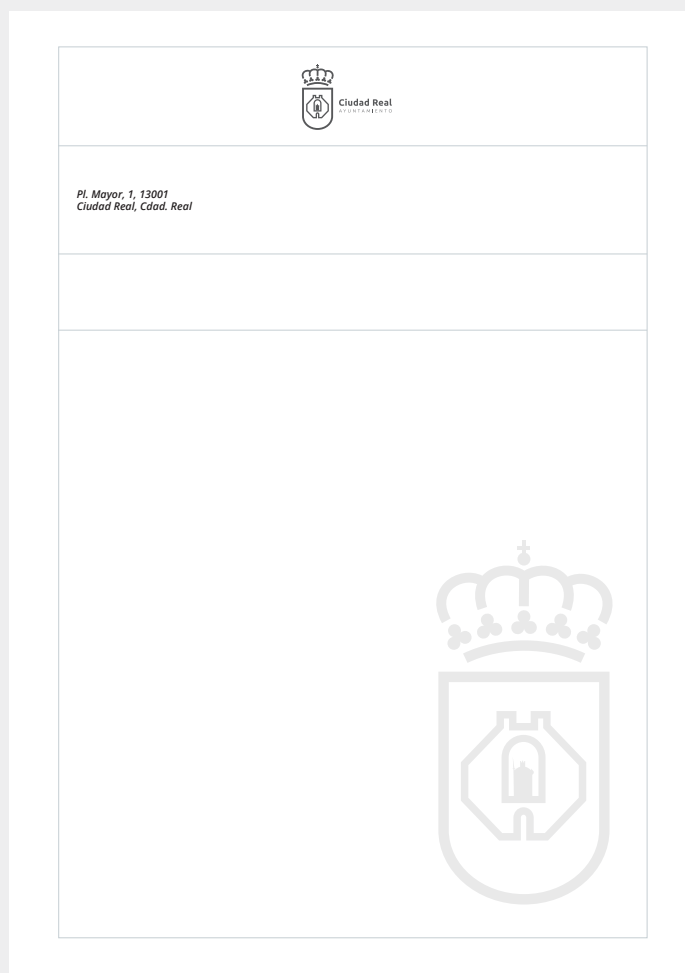 Ciudad Real
AYUNTAMIENTO
Pl. Mayor, 1, 13001
Ciudad Real, Cdad. Real